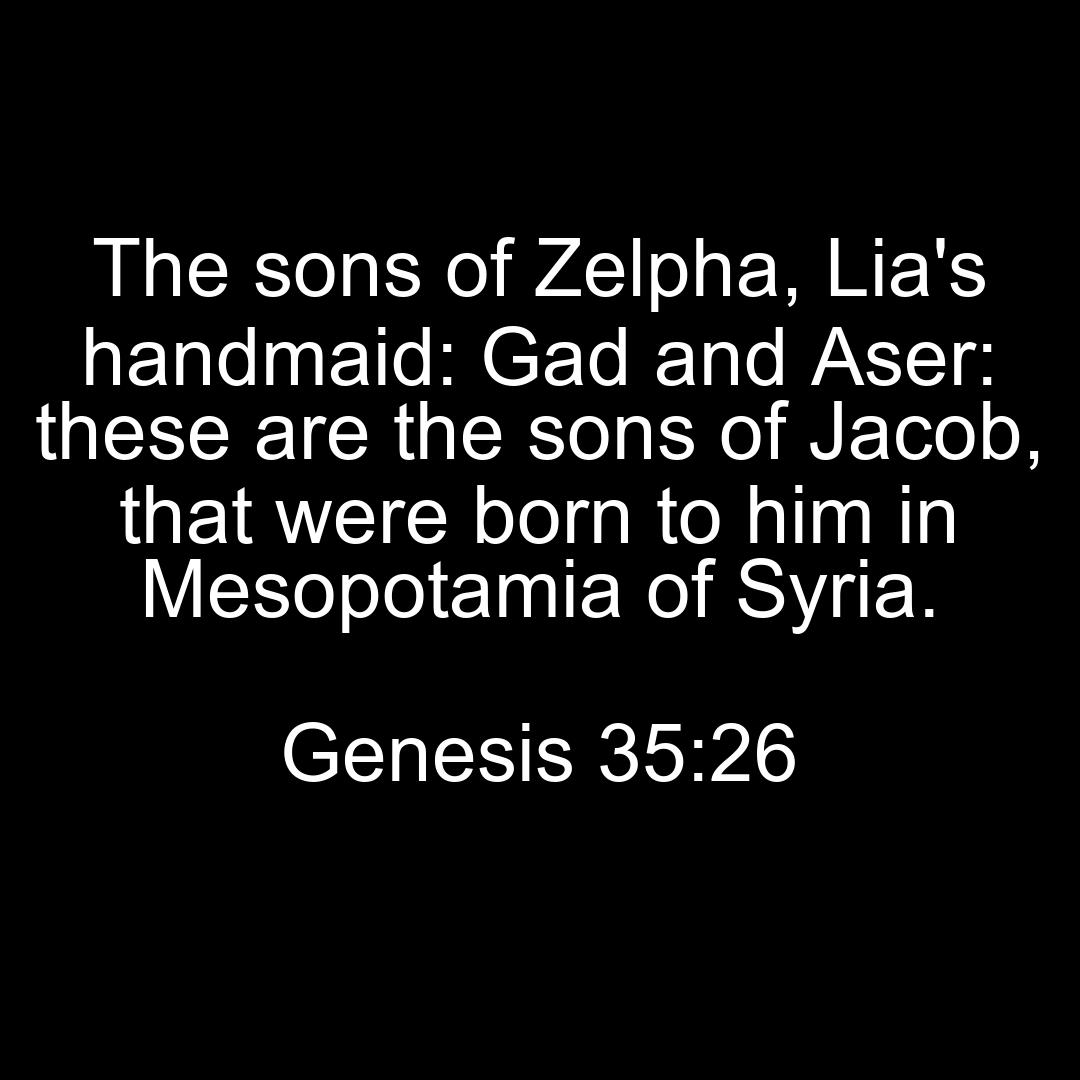 The sons of Zelpha, Lia's
handmaid: Gad and Aser:
these are the sons of Jacob,
that were born to him in
Mesopotamia of Syria.
Genesis 35:26